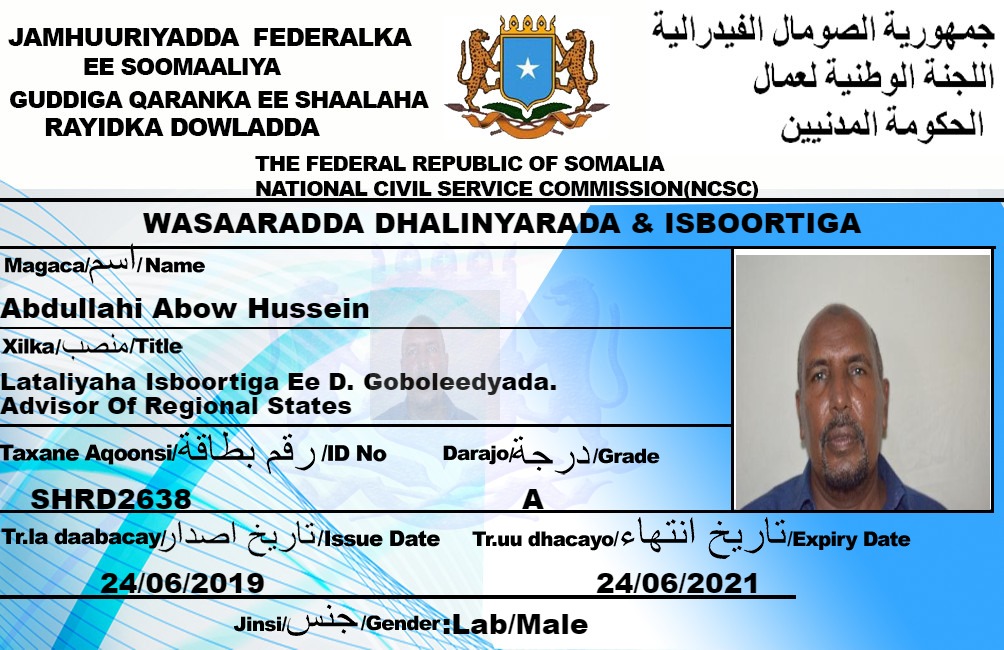 JAMHUURIYADDA FEDERALKA
EE SOOMAALIYA
GUDDIGA QARANKA EE SHAALAHA
RAYIDKA DOWLADDA
جمهورية الصومال الفيدرالية
اللجنة الوطنية لعمال
الحكومة المدنيين
THE FEDERAL REPUBLIC OF SOMALIA
NATIONAL CIVIL SERVICE COMMISSION(NCSC)
WASAARADDA DHALINYARADA & ISBOORTIGA
Magaca/اسم/Name
Abdullahi Abow Hussein
Xilka/منصب/Title
Lataliyaha Isboortiga Ee D. Goboleedyada.
Advisor Of Regional States
Taxane Aqoonsi/رقم بطاقة/ID No
Darajo/درجة/Grade
SHRD2638
A
Tr.la daabacay/تاريخ اصدار/Issue Date
Tr.uu dhacayo/تاريخ انتهاء/Expiry Date
24/06/2019
24/06/2021
Jinsi/جنس/Gender:Lab/Male